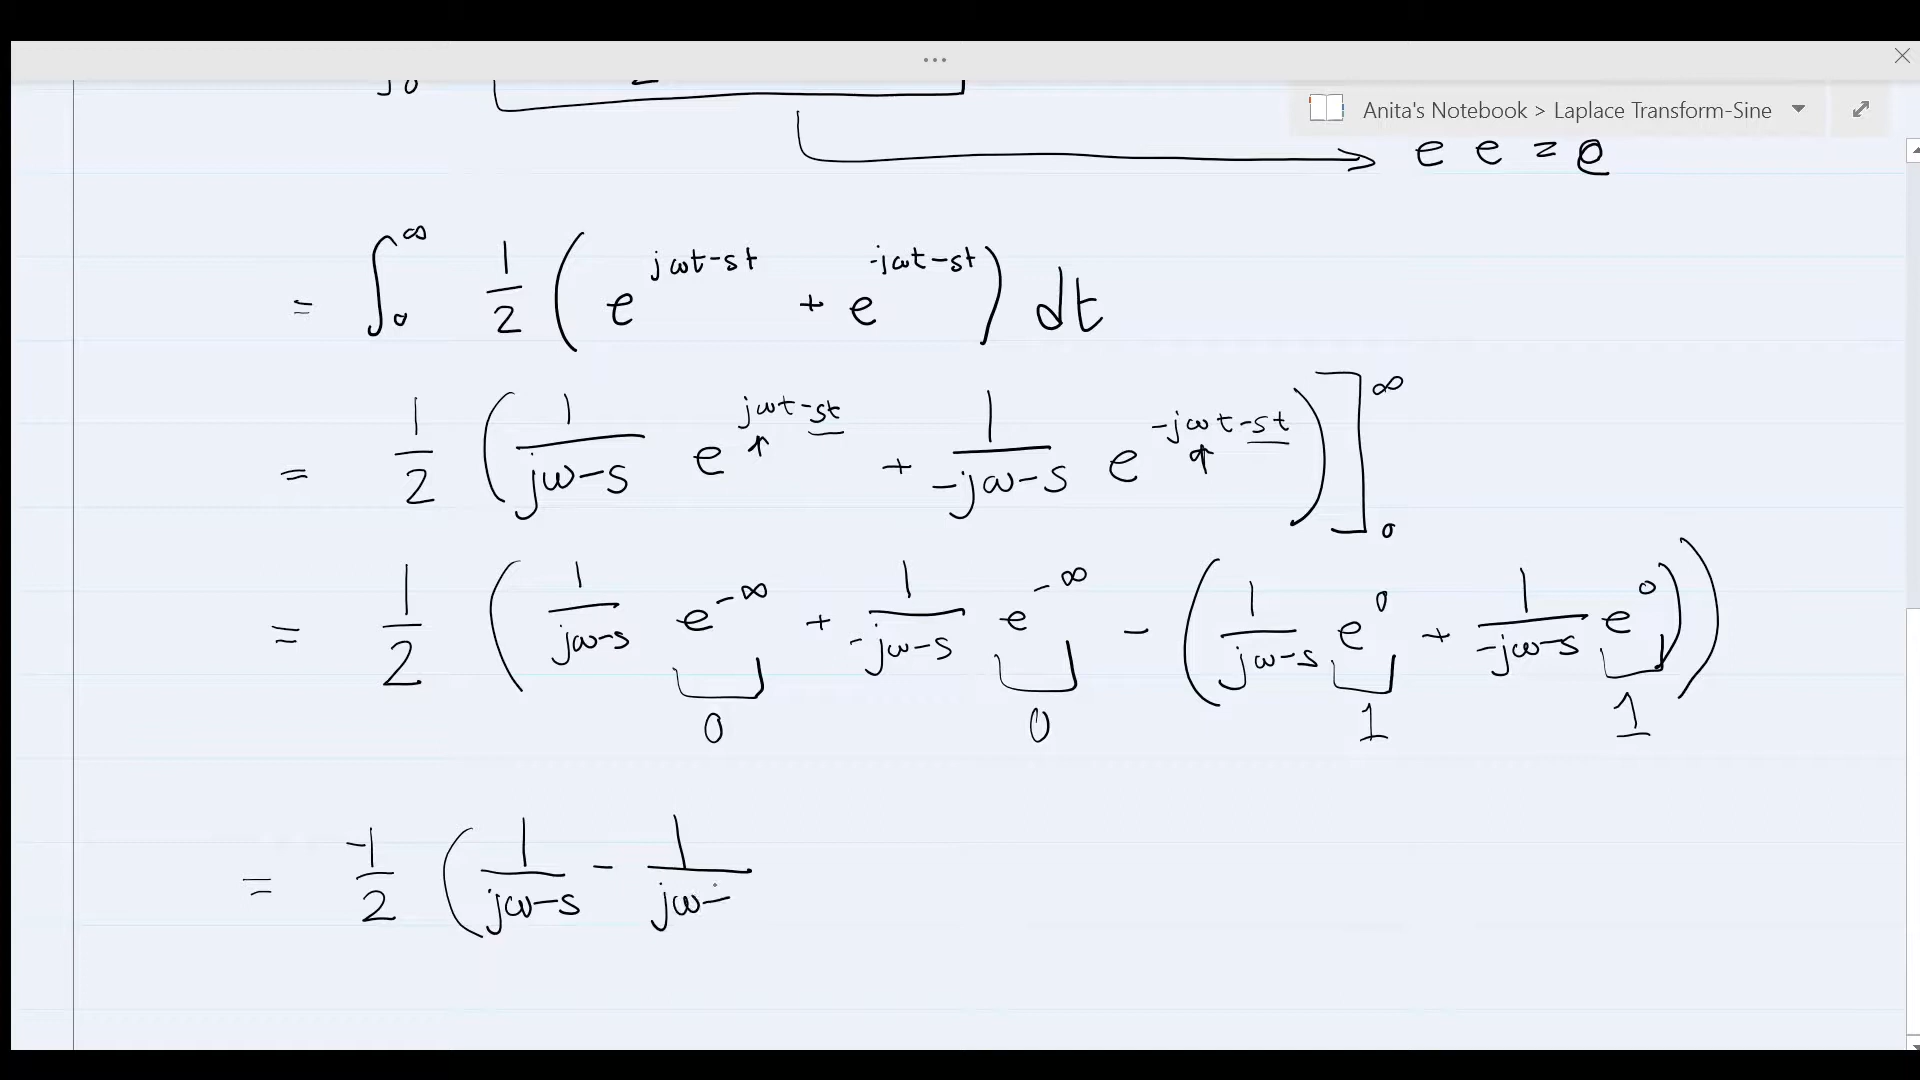 ...
Anita's Notebook > Laplace Transform-Sine
∫0
e e = e
= ∫₀^∞ 1/2 ( e^(jωt-st) + e^(-jωt-st) ) dt
= 1/2 ( 1/(jω-s) e^(jωt-st) + 1/(-jω-s) e^(-jωt-st) ) ]₀^∞
= 1/2 ( 1/(jω-s) e^(-∞) + 1/(-jω-s) e^(-∞) - ( 1/(jω-s) e^0 + 1/(-jω-s) e^0 ) )
0 0 1 1
= -1/2 ( 1/(jω-s) - 1/(jω-